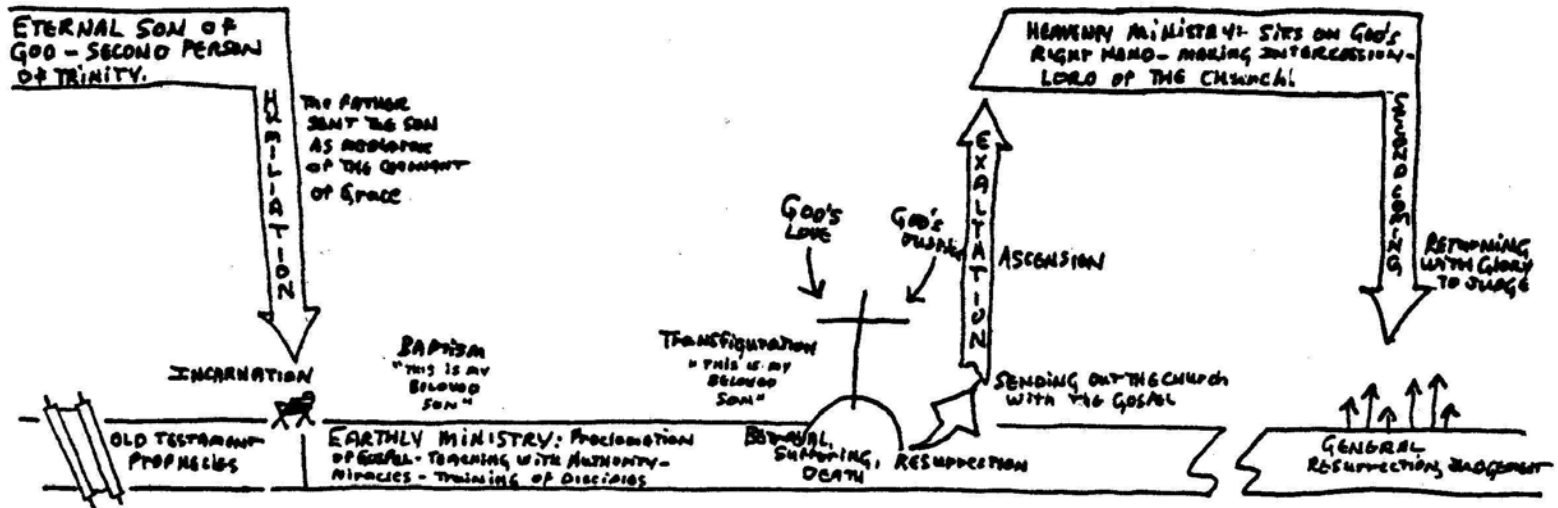 ETERNAL SON OF
GOD - SECOND PERSON
OF TRINITY.
HUMILIATION
THE FATHER
SENT THE SON
AS MEDIATOR
OF THE COVENANT
OF GRACE
INCARNATION
OLD TESTAMENT
PROPHECIES
BAPTISM
"THIS IS MY
BELOVED
SON"
EARTHLY MINISTRY: PROCLAMATION
OF GOSPEL - TEACHING WITH AUTHORITY -
MIRACLES - TRAINING OF DISCIPLES
TRANSFIGURATION
"THIS IS MY
BELOVED
SON"
GOD'S
LOVE
GOD'S
JUSTICE
BETRAYAL,
SUFFERING,
DEATH
RESURRECTION
EXALTATION
ASCENSION
SENDING OUT THE CHURCH
WITH THE GOSPEL
HEAVENLY MINISTRY: SITS ON GOD'S
RIGHT HAND - MAKING INTERCESSION -
LORD OF THE CHURCH!
SECOND COMING
RETURNING
WITH GLORY
TO JUDGE
GENERAL
RESURRECTION, JUDGEMENT